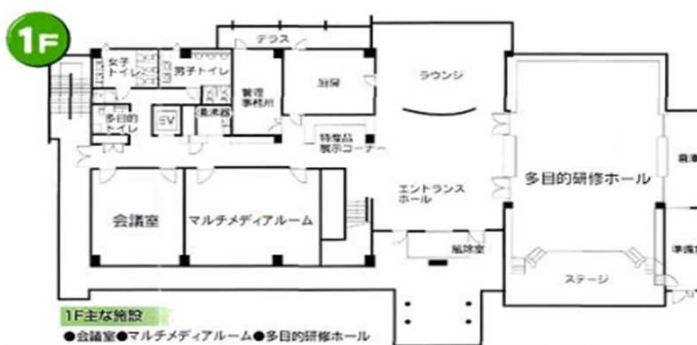 1F
テラス
女子
トイレ
男子トイレ
管理
事務所
厨房
ラウンジ
多目的
トイレ
EV
湯沸器
特産品
展示コーナー
エントランス
ホール
多目的研修ホール
会議室
マルチメディアルーム
風除室
ステージ
1F主な施設
●会議室●マルチメディアルーム●多目的研修ホール